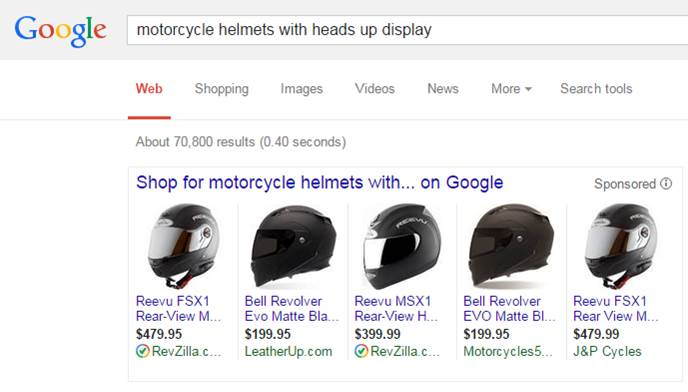 Google
motorcycle helmets with heads up display
Web Shopping Images Videos News More Search tools
About 70,800 results (0.40 seconds)
Shop for motorcycle helmets with... on Google Sponsored
REEVU
REEVU
Reevu FSX1
Rear-View M...
$479.95
RevZilla.c...
Bell Revolver
Evo Matte Bla...
$199.95
LeatherUp.com
Reevu MSX1
Rear-View H...
$399.99
RevZilla.c...
Bell Revolver
EVO Matte Bl...
$199.95
Motorcycles5...
Reevu FSX1
Rear View M...
$479.99
J&P Cycles